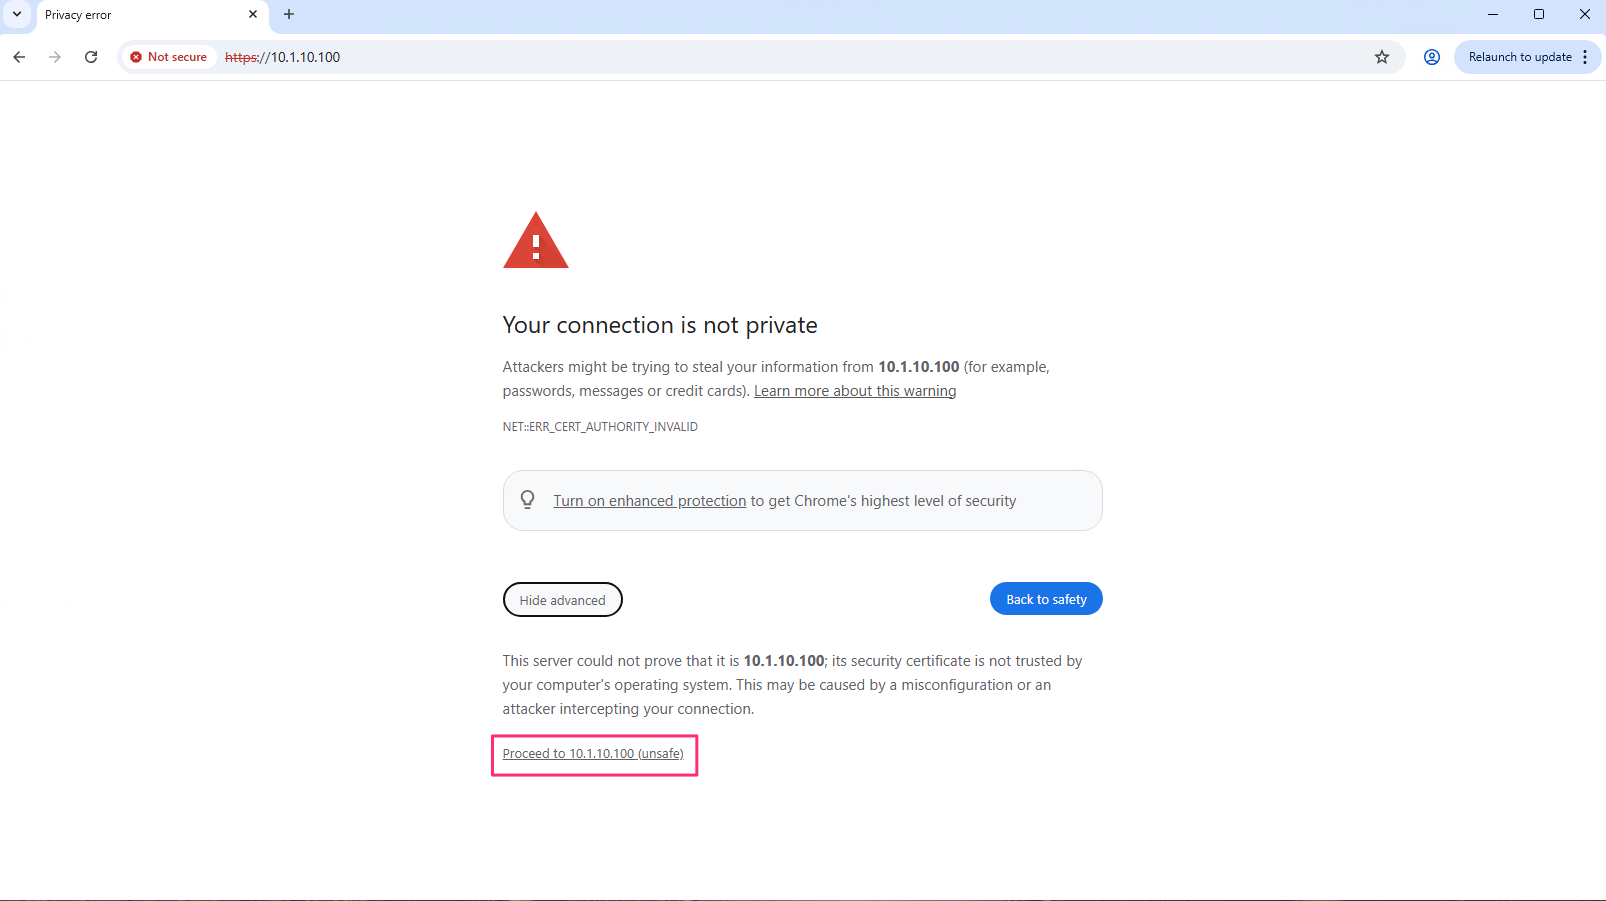 Privacy error
Not secure https://10.1.10.100 Relaunch to update
Your connection is not private
Attackers might be trying to steal your information from 10.1.10.100 (for example,
passwords, messages or credit cards). Learn more about this warning
NET::ERR_CERT_AUTHORITY_INVALID
Turn on enhanced protection to get Chrome's highest level of security
Hide advanced Back to safety
This server could not prove that it is 10.1.10.100; its security certificate is not trusted by
your computer's operating system. This may be caused by a misconfiguration or an
attacker intercepting your connection.
Proceed to 10.1.10.100 (unsafe)